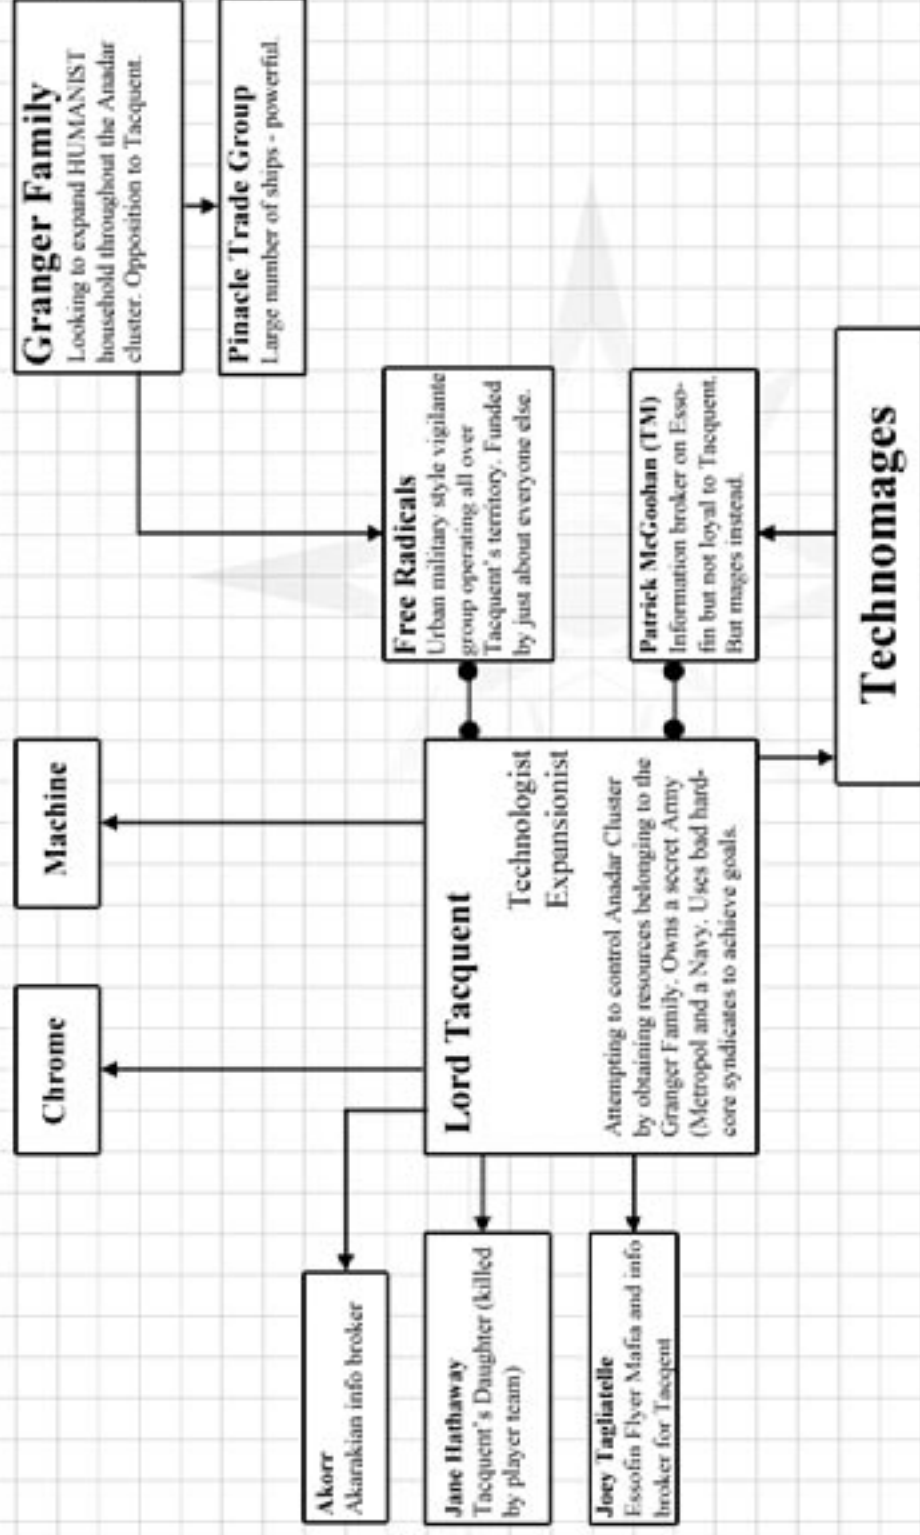 Granger Family
Looking to expand HUMANIST
household throughout the Anadar
cluster. Opposition to Tacquent.
Pinacle Trade Group
Large number of ships - powerful.
Machine
Chrome
Free Radicals
Urban military style vigilante
group operating all over
Tacquent's territory. Funded
by just about everyone else.
Patrick McGoohan (TM)
Information broker on Esso-
fin but not loyal to Tacquent.
But mages instead.
Technomages
Lord Tacquent
Technologist
Expansionist
Attempting to control Anadar Cluster
by obtaining resources belonging to the
Granger Family. Owns a secret Army
(Metropol and a Navy. Uses bad hard-
core syndicates to achieve goals.
Akorr
Akarakian info broker
Jane Hathaway
Tacquent's Daughter (killed
by player team)
Joey Tagliatelle
Essofin Flyer Mafia and info
broker for Tacqent